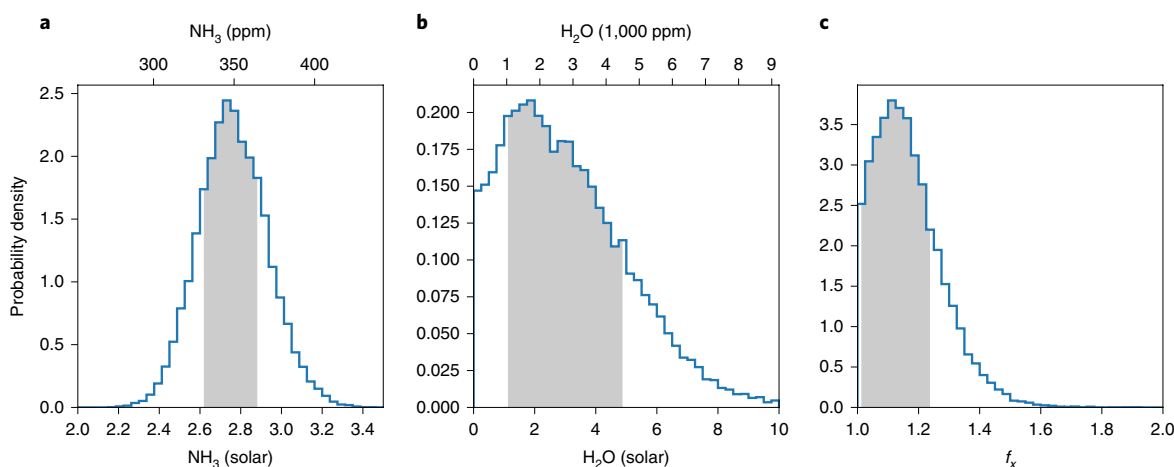 a
NH₃ (ppm)
300 350 400
2.5
2.0
1.5
1.0
0.5
0.0
Probability density
2.0 2.2 2.4 2.6 2.8 3.0 3.2 3.4
NH₃ (solar)
b
H₂O (1,000 ppm)
0 1 2 3 4 5 6 7 8 9
0.200
0.175
0.150
0.125
0.100
0.075
0.050
0.025
0.000
0 2 4 6 8 10
H₂O (solar)
c
3.5
3.0
2.5
2.0
1.5
1.0
0.5
0.0
1.0 1.2 1.4 1.6 1.8 2.0
fₓ